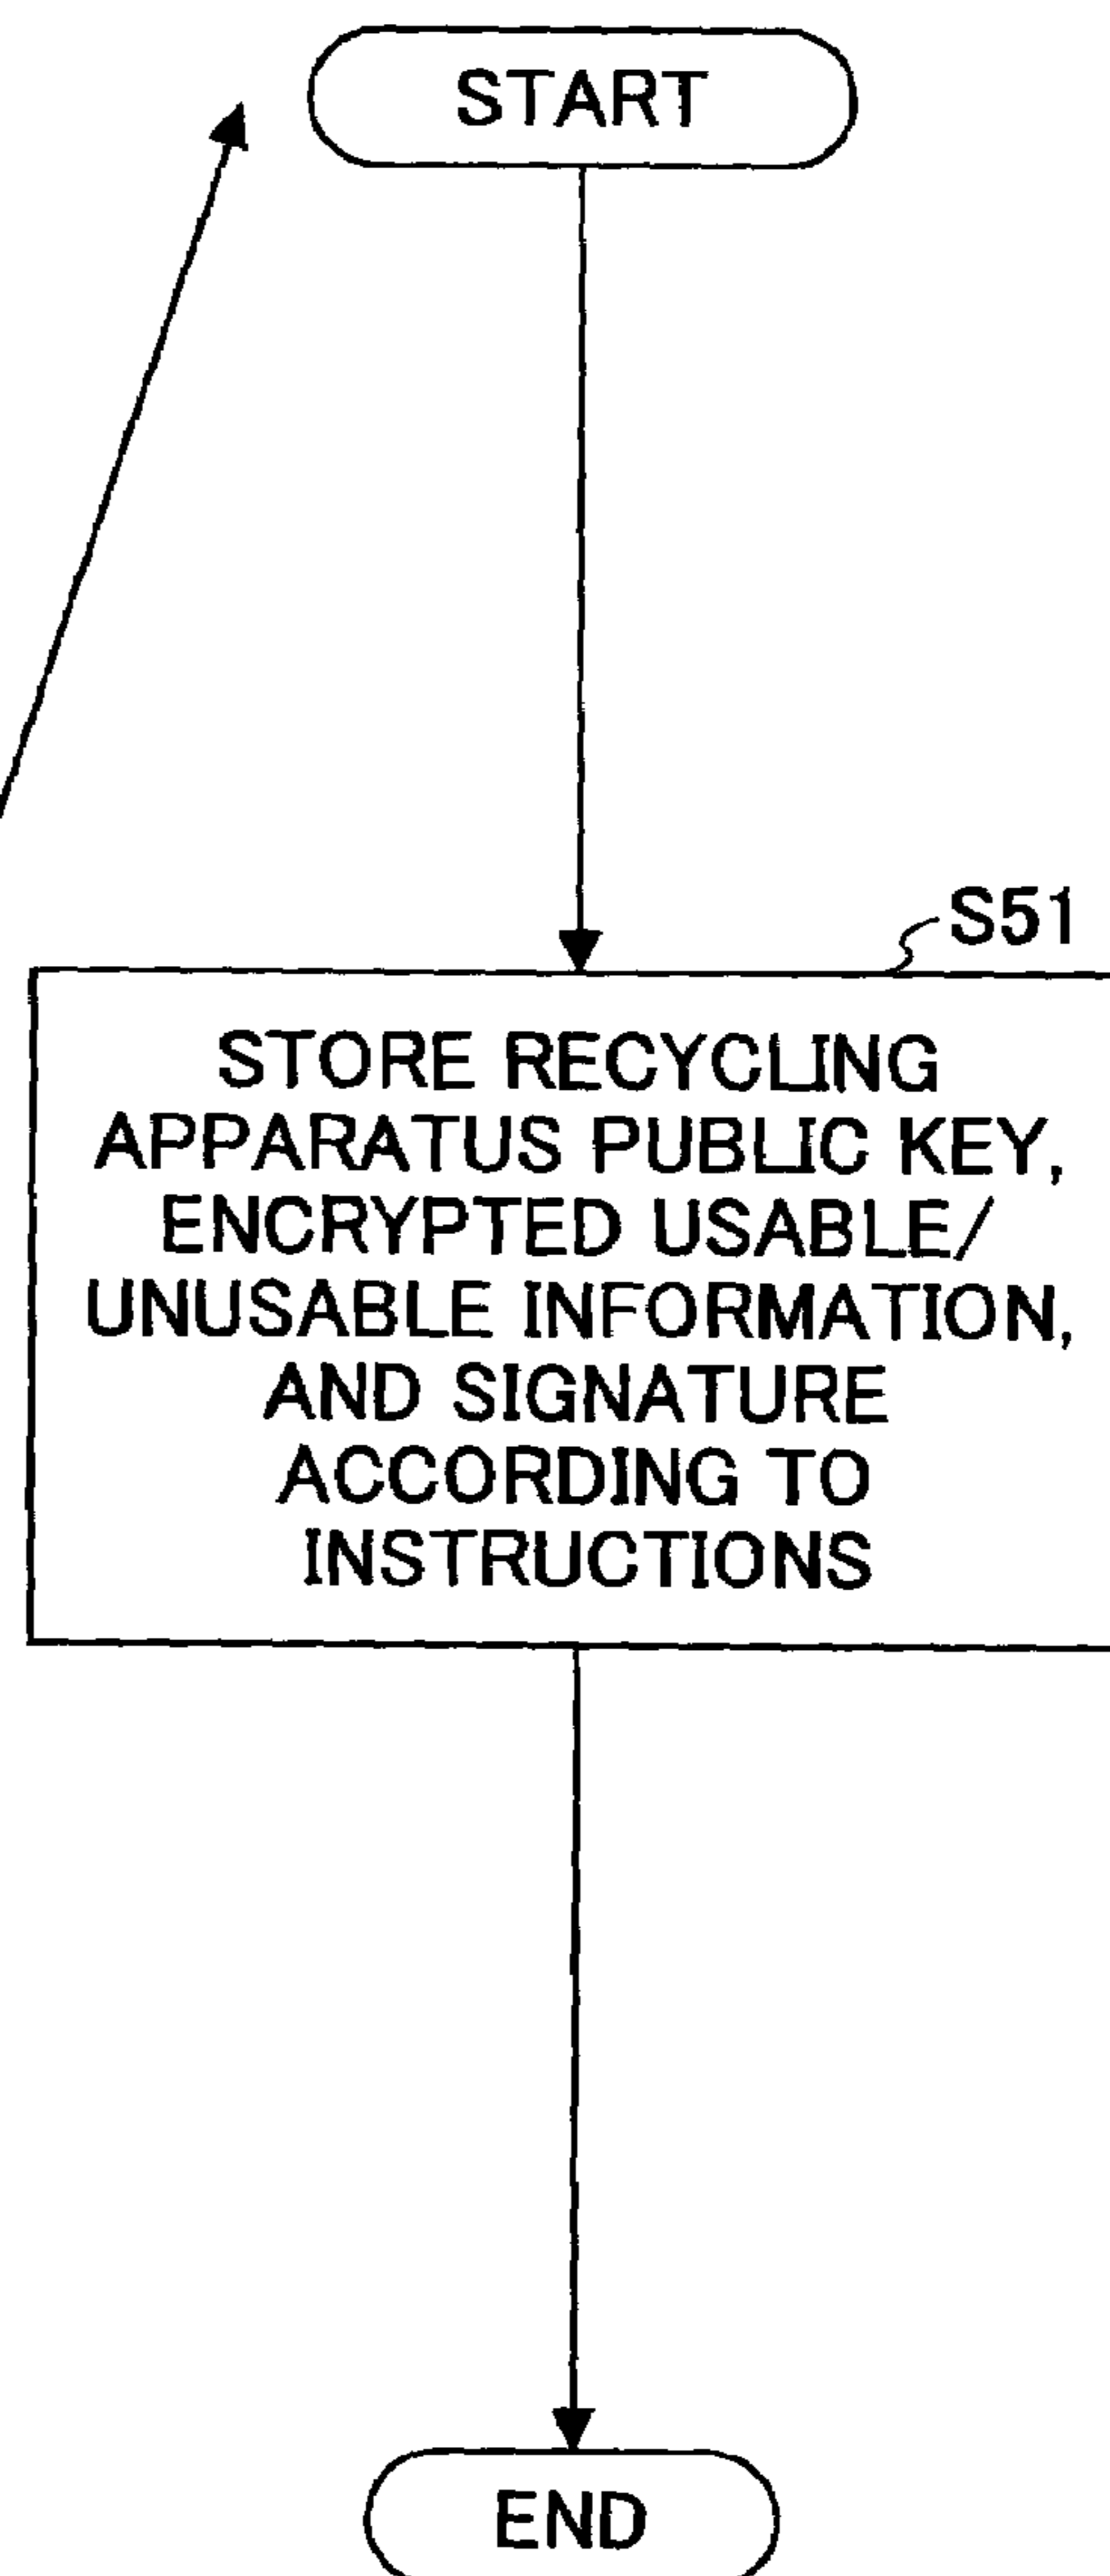 START
S51
STORE RECYCLING
APPARATUS PUBLIC KEY,
ENCRYPTED USABLE/
UNUSABLE INFORMATION,
AND SIGNATURE
ACCORDING TO
INSTRUCTIONS
END